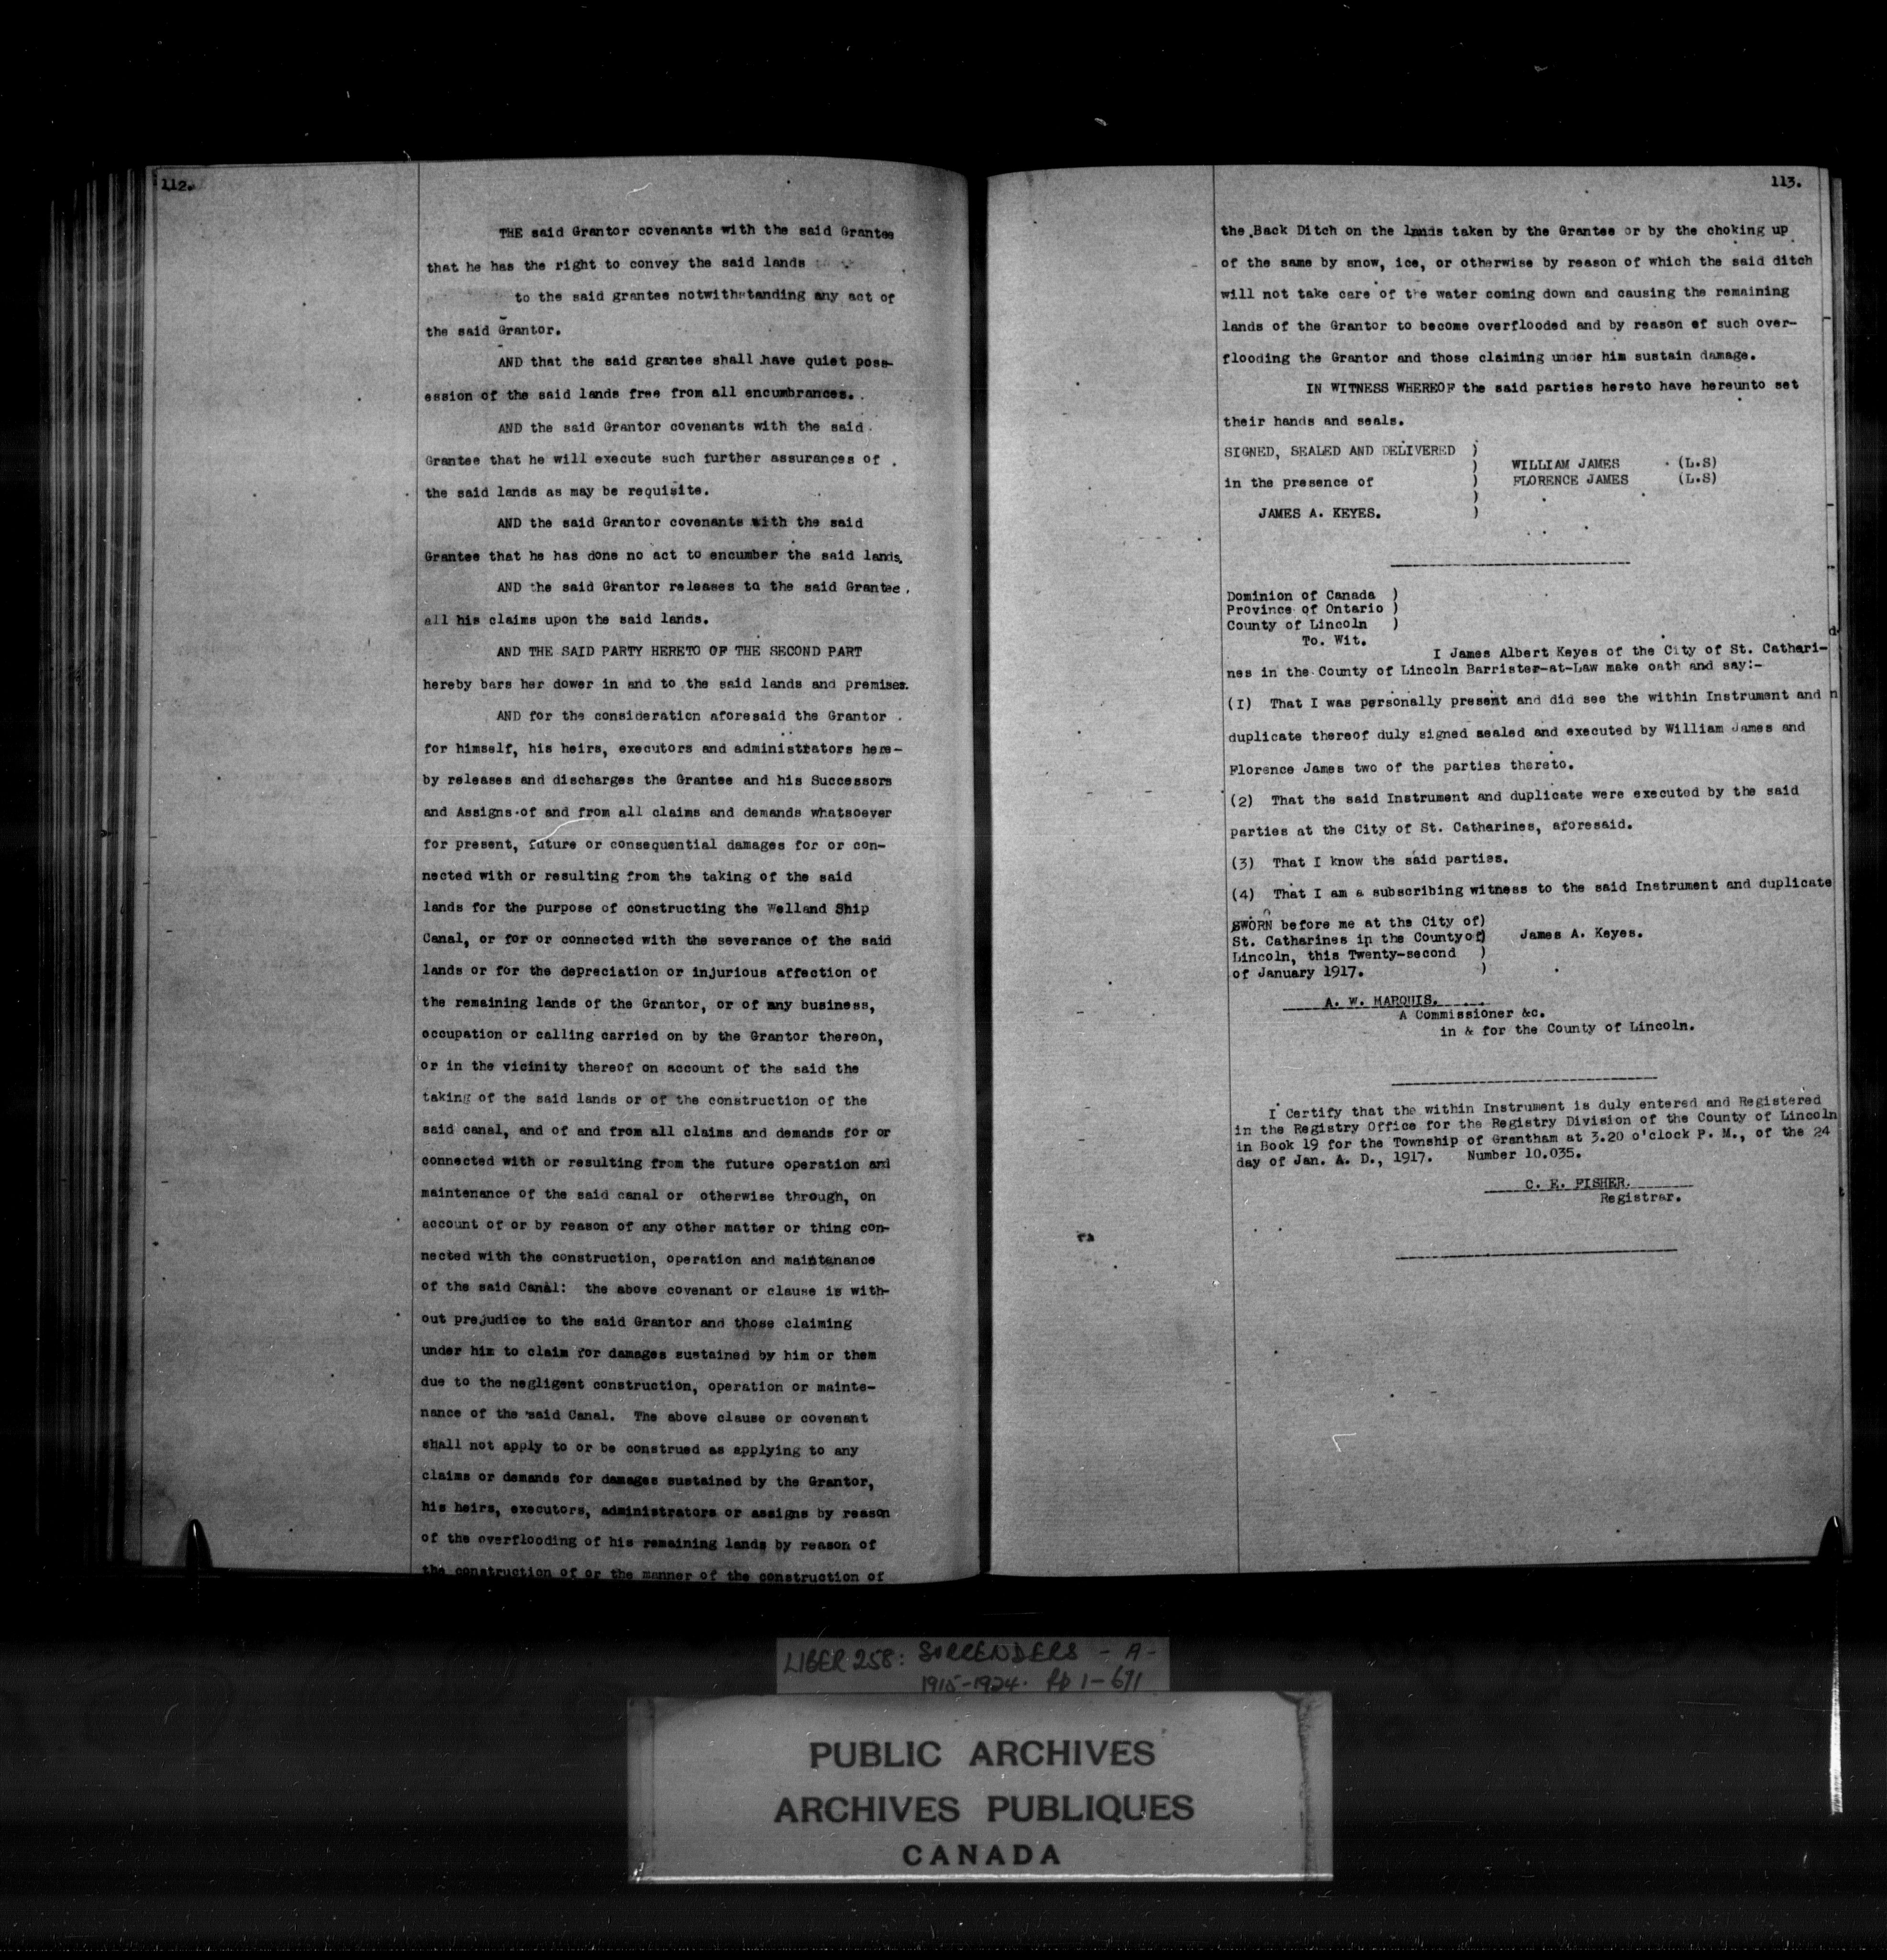 112.
THE said Grantor covenants with the said Grantee
that he has the right to convey the said lands
to the said grantee notwithstanding any act of
the said Grantor.
AND that the said grantee shall have quiet poss-
ession of the said lands free from all encumbrances.
AND the said Grantor covenants with the said
Grantee that he will execute such further assurances of
the said lands as may be requisite.
AND the said Grantor covenants with the said
Grantee that he has done no act to encumber the said lands.
AND the said Grantor releases to the said Grantee
all his claims upon the said lands.
AND THE SAID PARTY HERETO OF THE SECOND PART
hereby bars her dower in and to the said lands and premises.
AND for the consideration aforesaid the Grantor
for himself, his heirs, executors and administrators here-
by releases and discharges the Grantee and his Successors
and Assigns of and from all claims and demands whatsoever
for present, future or consequential damages for or con-
nected with or resulting from the taking of the said
lands for the purpose of constructing the Welland Ship
Canal, or for or connected with the severance of the said
lands or for the depreciation or injurious affection of
the remaining lands of the Grantor, or of any business,
occupation or calling carried on by the Grantor thereon,
or in the vicinity thereof on account of the said the
taking of the said lands or of the construction of the
said canal, and of and from all claims and demands for or
connected with or resulting from the future operation and
maintenance of the said canal or otherwise through, on
account of or by reason of any other matter or thing con-
nected with the construction, operation and maintanance
of the said Canal: the above covenant or clause is with-
out prejudice to the said Grantor and those claiming
under him to claim for damages sustained by him or them
due to the negligent construction, operation or mainte-
nance of the said Canal. The above clause or covenant
shall not apply to or be construed as applying to any
claims or demands for damages sustained by the Grantor,
his heirs, executors, administrators or assigns by reason
of the overflooding of his remaining lands by reason of
the construction of or the manner of the construction of
113.
the Back Ditch on the lands taken by the Grantee or by the choking up
of the same by snow, ice, or otherwise by reason of which the said ditch
will not take care of the water coming down and causing the remaining
lands of the Grantor to become overflooded and by reason of such over-
flooding the Grantor and those claiming under him sustain damage.
IN WITNESS WHEREOF the said parties hereto have hereunto set
their hands and seals.
SIGNED, SEALED AND DELIVERED )
) WILLIAM JAMES (L.S)
in the presence of ) FLORENCE JAMES (L.S)
)
JAMES A. KEYES. )
Dominion of Canada )
Province of Ontario )
County of Lincoln )
To. Wit.
I James Albert Keyes of the City of St. Cathari-
nes in the County of Lincoln Barrister-at-Law make oath and say:-
(1) That I was personally present and did see the within Instrument and
duplicate thereof duly signed sealed and executed by William James and
Florence James two of the parties thereto.
(2) That the said Instrument and duplicate were executed by the said
parties at the City of St. Catharines, aforesaid.
(3) That I know the said parties.
(4) That I am a subscribing witness to the said Instrument and duplicate
SWORN before me at the City of)
St. Catharines in the County of) James A. Keyes.
Lincoln, this Twenty-second )
of January 1917. )
A. W. MARQUIS.
A Commissioner &c.
in & for the County of Lincoln.
I Certify that the within Instrument is duly entered and Registered
in the Registry Office for the Registry Division of the County of Lincoln
in Book 19 for the Township of Grantham at 3.20 o'clock P. M., of the 24
day of Jan. A. D., 1917. Number 10.035.
C. E. FISHER.
Registrar.
LIBER 258: SURRENDERS - A -
1915-1924. Pp 1-671
PUBLIC ARCHIVES
ARCHIVES PUBLIQUES
CANADA